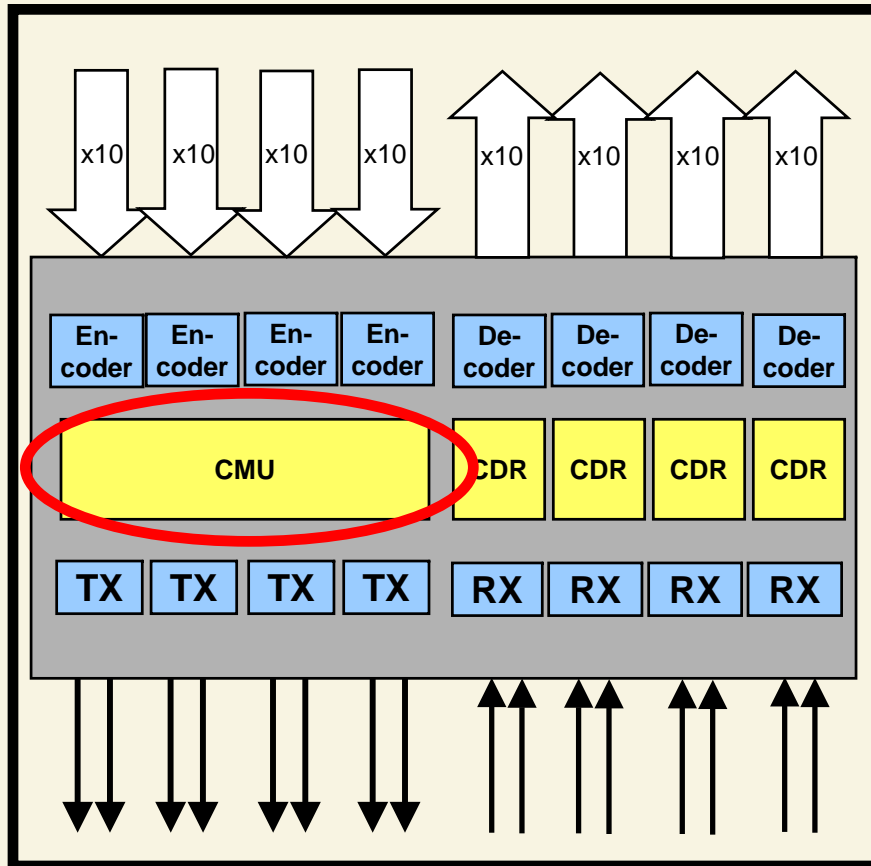 x10 x10 x10 x10 x10 x10 x10 x10
En- En- En- En- De- De- De- De-
coder coder coder coder coder coder coder coder
CMU CDR CDR CDR CDR
TX TX TX TX RX RX RX RX